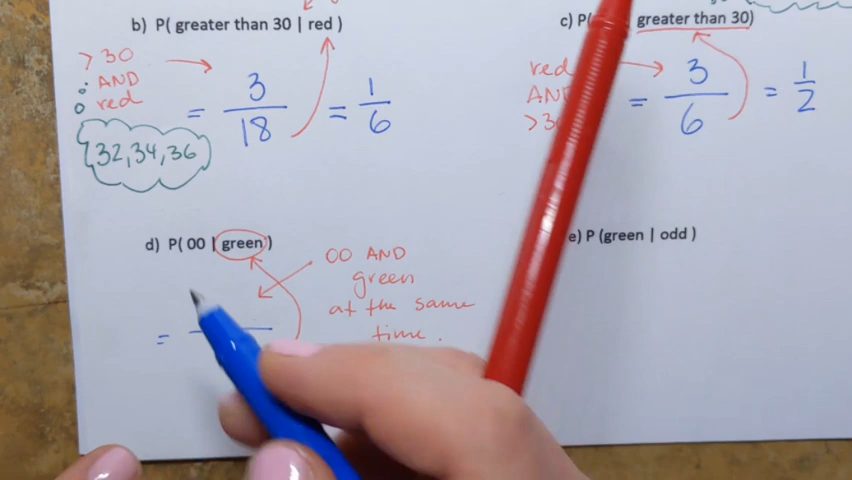 b) P( greater than 30 | red )
> 30
AND
red
= 3/18 = 1/6
32, 34, 36
c) P( greater than 30)
red
AND
>3
= 3/6 = 1/2
d) P( 00 | green )
00 AND
green
at the same
time.
=
e) P (green | odd )